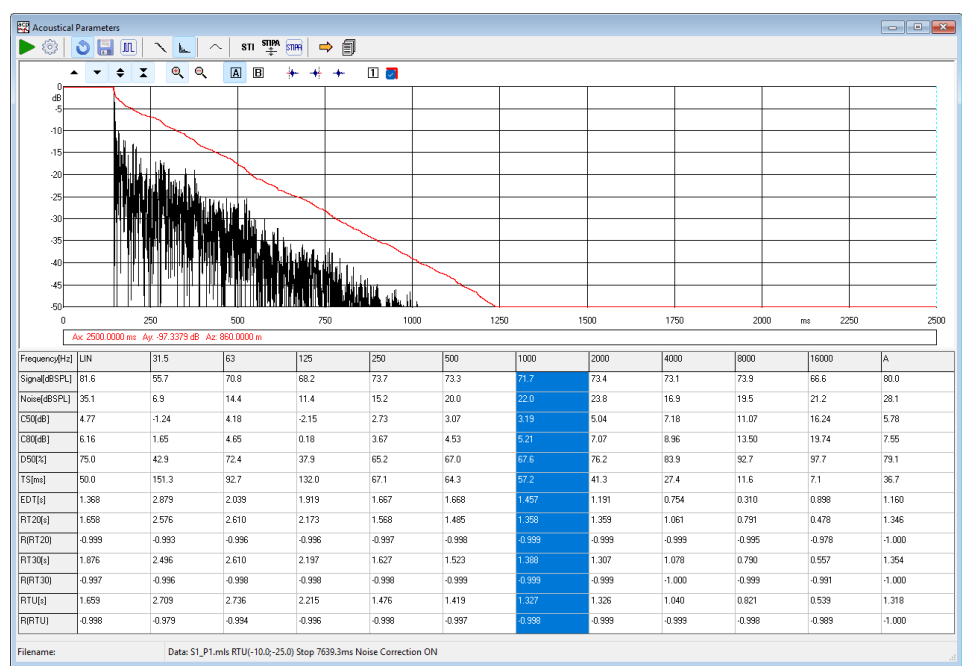 Acoustical Parameters
STI STIPA STIPA
A B 1
0
dB
-5
-10
-15
-20
-25
-30
-35
-40
-45
-50
0 250 500 750 1000 1250 1500 1750 2000 ms 2250 2500
Ax: 2500.0000 ms Ay: -97.3379 dB Az: 860.0000 m
Frequency[Hz] LIN 31.5 63 125 250 500 1000 2000 4000 8000 16000 A
Signal[dBSPL] 81.6 55.7 70.8 68.2 73.7 73.3 71.7 73.4 73.1 73.9 66.6 80.0
Noise[dBSPL] 35.1 6.9 14.4 11.4 15.2 20.0 22.0 23.8 16.9 19.5 21.2 28.1
C50[dB] 4.77 -1.24 4.18 -2.15 2.73 3.07 3.19 5.04 7.18 11.07 16.24 5.78
C80[dB] 6.16 1.65 4.65 0.18 3.67 4.53 5.21 7.07 8.96 13.50 19.74 7.55
D50[%] 75.0 42.9 72.4 37.9 65.2 67.0 67.6 76.2 83.9 92.7 97.7 79.1
TS[ms] 50.0 151.3 92.7 132.0 67.1 64.3 57.2 41.3 27.4 11.6 7.1 36.7
EDT[s] 1.368 2.879 2.039 1.919 1.667 1.668 1.457 1.191 0.754 0.310 0.898 1.160
RT20[s] 1.658 2.576 2.610 2.173 1.568 1.485 1.358 1.359 1.061 0.791 0.478 1.346
R(RT20) -0.999 -0.993 -0.996 -0.996 -0.997 -0.998 -0.999 -0.999 -0.999 -0.995 -0.978 -1.000
RT30[s] 1.876 2.496 2.610 2.197 1.627 1.523 1.388 1.307 1.078 0.790 0.557 1.354
R(RT30) -0.997 -0.996 -0.998 -0.998 -0.998 -0.999 -0.999 -0.999 -1.000 -0.999 -0.991 -1.000
RTU[s] 1.659 2.709 2.736 2.215 1.476 1.419 1.327 1.326 1.040 0.821 0.539 1.318
R(RTU) -0.998 -0.979 -0.994 -0.996 -0.998 -0.997 -0.998 -0.999 -0.999 -0.998 -0.989 -1.000
Filename: Data: S1_P1.mls RTU(-10.0;-25.0) Stop 7639.3ms Noise Correction ON